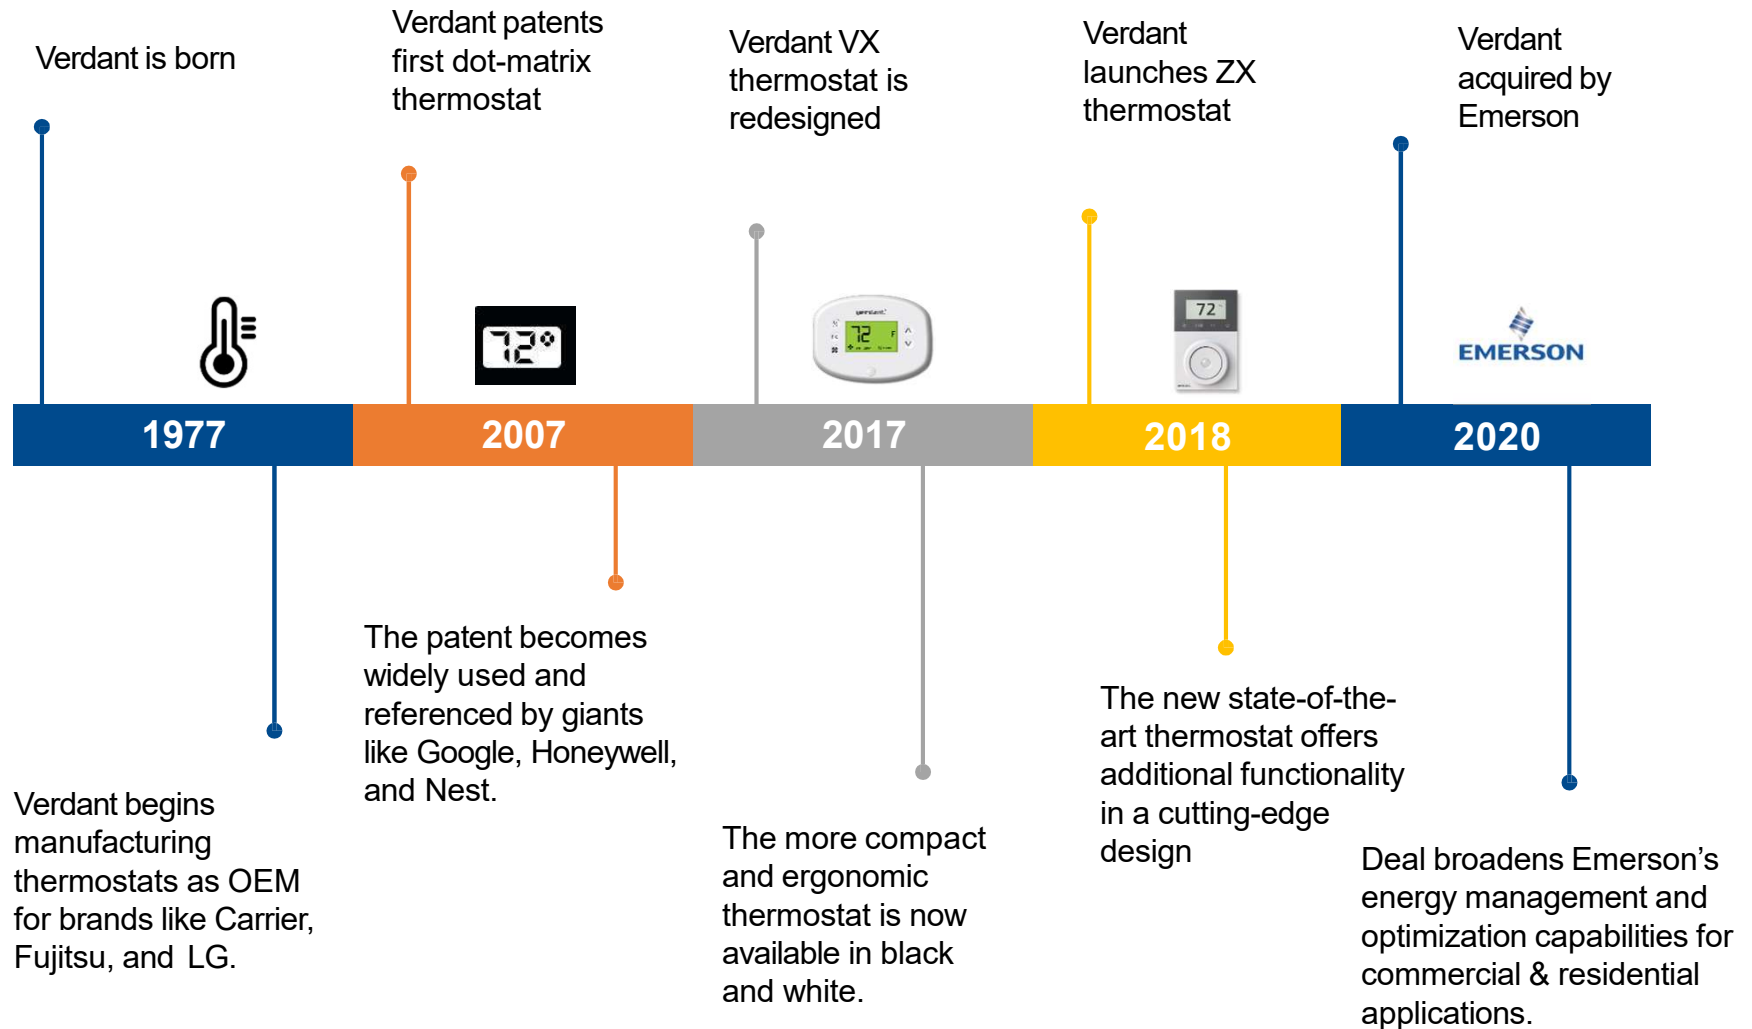 Verdant is born
Verdant patents
first dot-matrix
thermostat
Verdant VX
thermostat is
redesigned
Verdant
launches ZX
thermostat
Verdant
acquired by
Emerson
72°
verdant
72 F
72
EMERSON
1977
2007
2017
2018
2020
Verdant begins
manufacturing
thermostats as OEM
for brands like Carrier,
Fujitsu, and LG.
The patent becomes
widely used and
referenced by giants
like Google, Honeywell,
and Nest.
The more compact
and ergonomic
thermostat is now
available in black
and white.
The new state-of-the-
art thermostat offers
additional functionality
in a cutting-edge
design
Deal broadens Emerson’s
energy management and
optimization capabilities for
commercial & residential
applications.